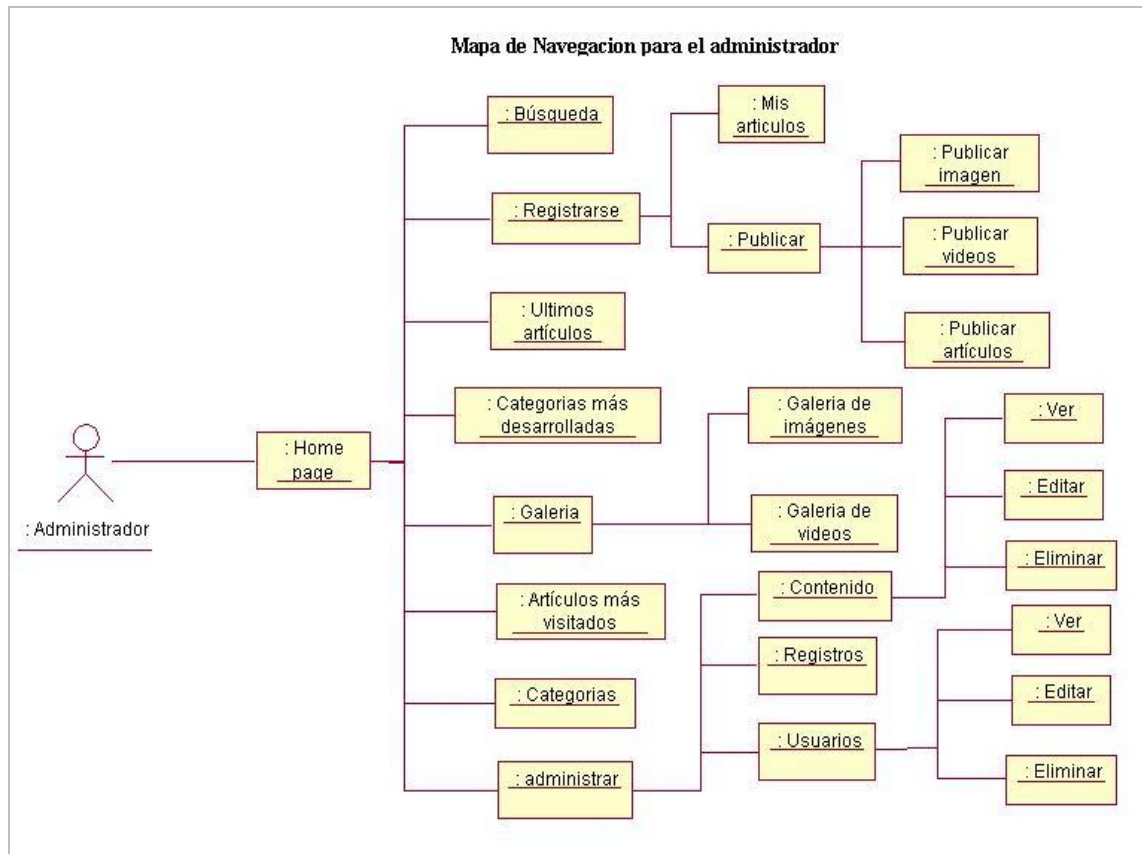 Mapa de Navegacion para el administrador
: Búsqueda
: Registrarse
: Ultimos
artículos
: Categorias más
desarrolladas
: Galeria
: Artículos más
visitados
: Categorias
: administrar
: Home
page
: Administrador
: Mis
articulos
: Publicar
: Publicar
imagen
: Publicar
videos
: Publicar
artículos
: Galeria de
imágenes
: Galeria de
videos
: Contenido
: Registros
: Usuarios
: Ver
: Editar
: Eliminar
: Ver
: Editar
: Eliminar